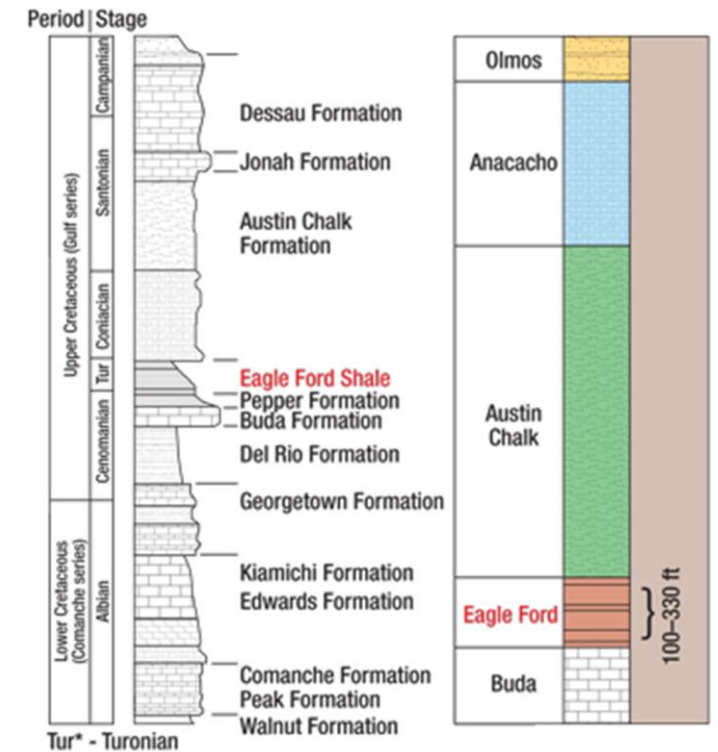 Period | Stage
Upper Cretaceous (Gulf series)
Lower Cretaceous
(Comanche series)
Campanian
Santonian
Coniacian
Tur
Cenomanian
Albian
Dessau Formation
Jonah Formation
Austin Chalk
Formation
Eagle Ford Shale
Pepper Formation
Buda Formation
Del Rio Formation
Georgetown Formation
Kiamichi Formation
Edwards Formation
Comanche Formation
Peak Formation
Walnut Formation
Tur* - Turonian
Olmos
Anacacho
Austin
Chalk
Eagle Ford
Buda
100–330 ft